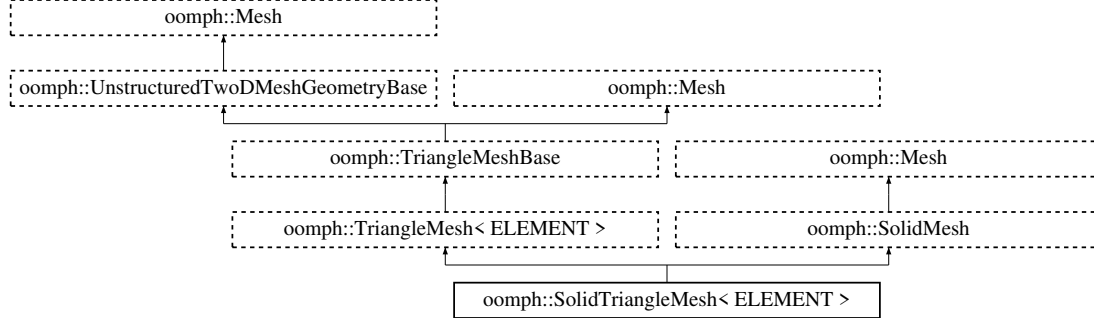 oomph::Mesh
oomph::UnstructuredTwoDMeshGeometryBase
oomph::Mesh
oomph::TriangleMeshBase
oomph::Mesh
oomph::TriangleMesh< ELEMENT >
oomph::SolidMesh
oomph::SolidTriangleMesh< ELEMENT >